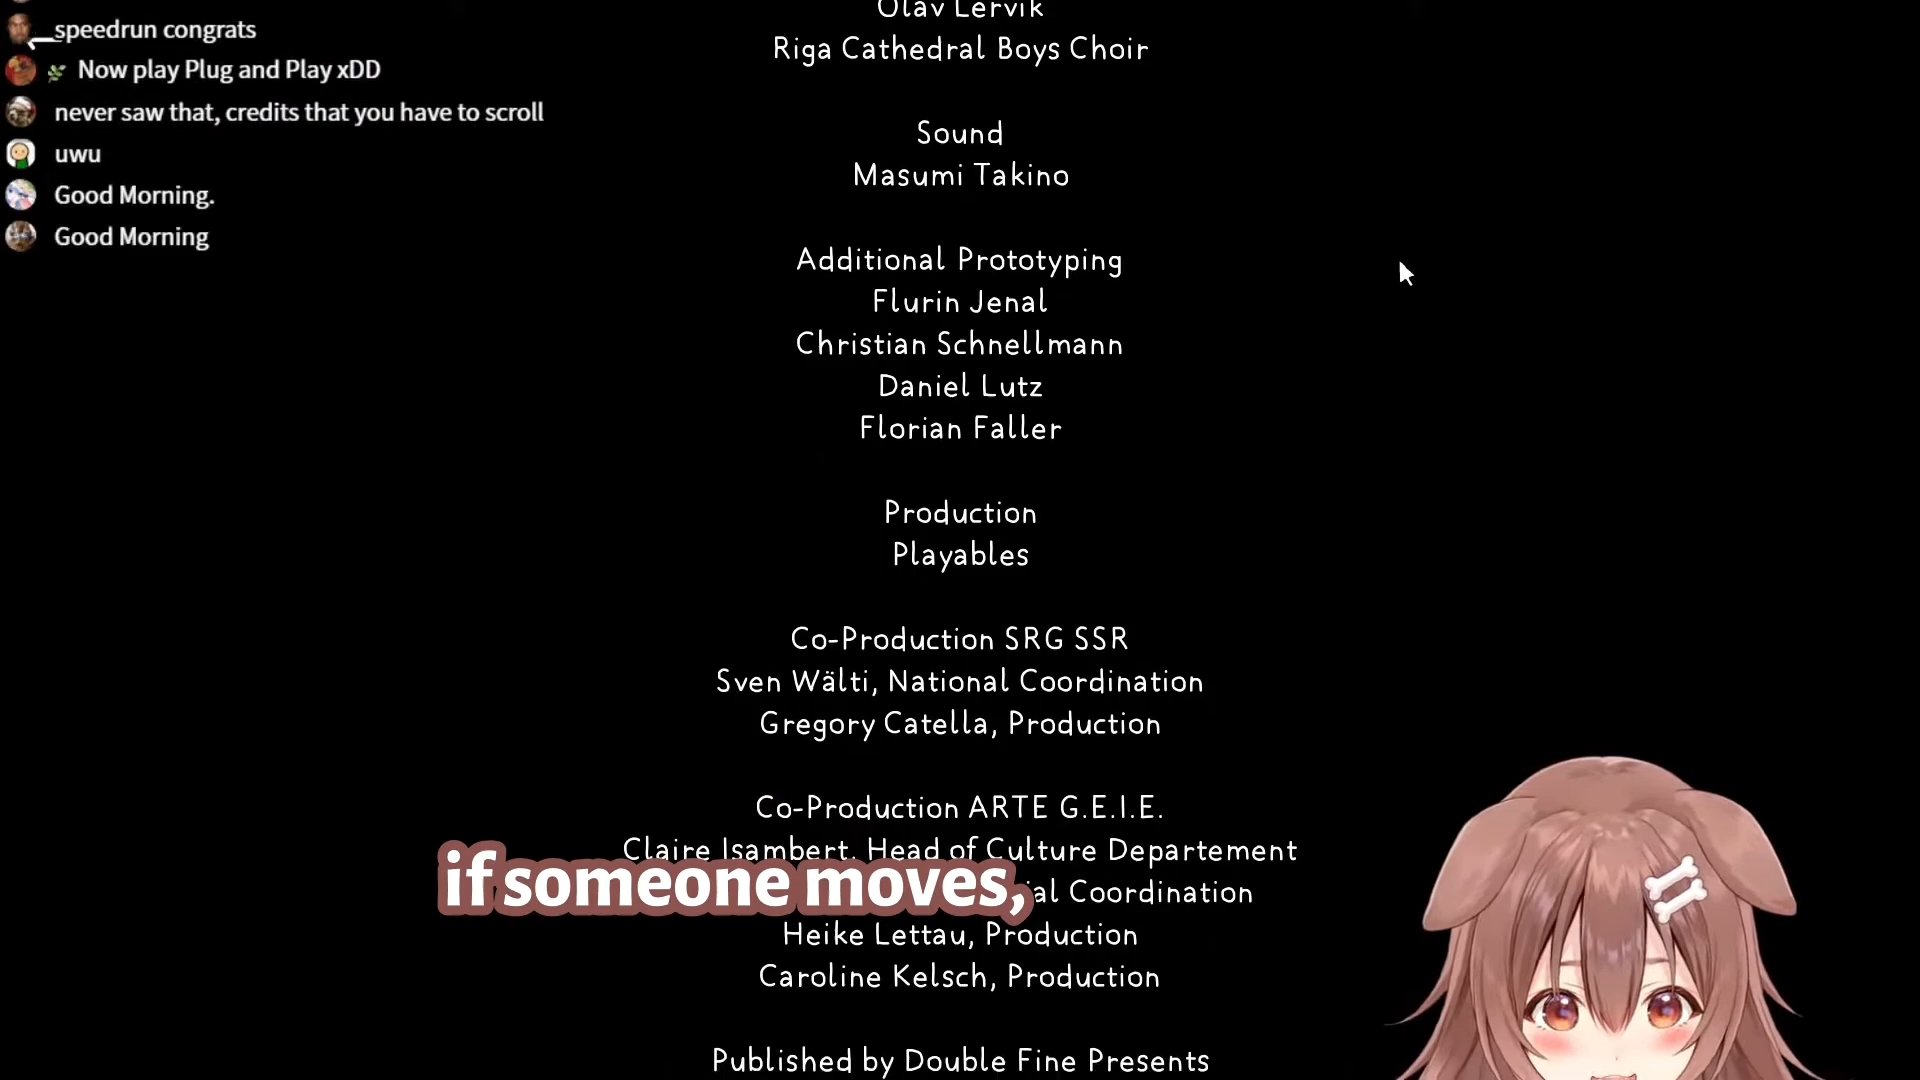 speedrun congrats
Now play Plug and Play xDD
never saw that, credits that you have to scroll
uwu
Good Morning.
Good Morning
Olav Lervik
Riga Cathedral Boys Choir
Sound
Masumi Takino
Additional Prototyping
Flurin Jenal
Christian Schnellmann
Daniel Lutz
Florian Faller
Production
Playables
Co-Production SRG SSR
Sven Wälti, National Coordination
Gregory Catella, Production
Co-Production ARTE G.E.I.E.
Claire Isambert, Head of Culture Departement
if someone moves,
Coordination
Heike Lettau, Production
Caroline Kelsch, Production
Published by Double Fine Presents